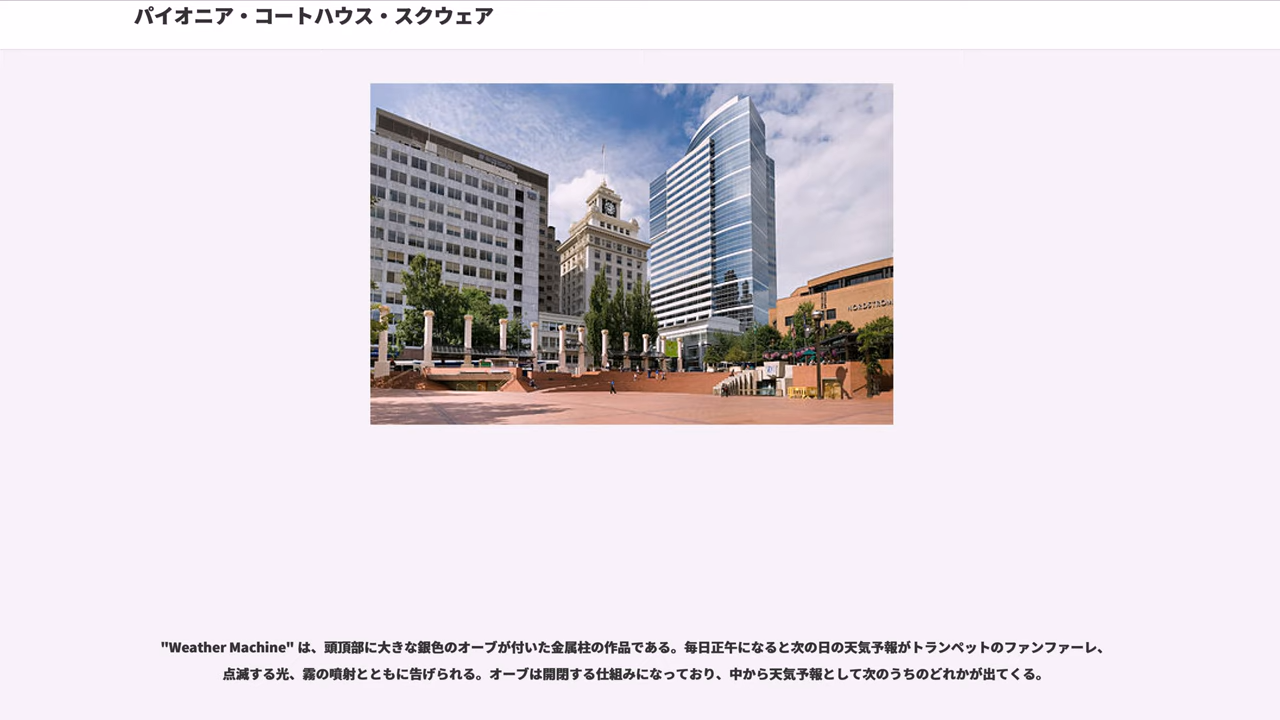 パイオニア・コートハウス・スクウェア
NORDSTROM
"Weather Machine" は、頭頂部に大きな銀色のオーブが付いた金属柱の作品である。毎日正午になると次の日の天気予報がトランペットのファンファーレ、
点滅する光、霧の噴射とともに告げられる。オーブは開閉する仕組みになっており、中から天気予報として次のうちのどれかが出てくる。